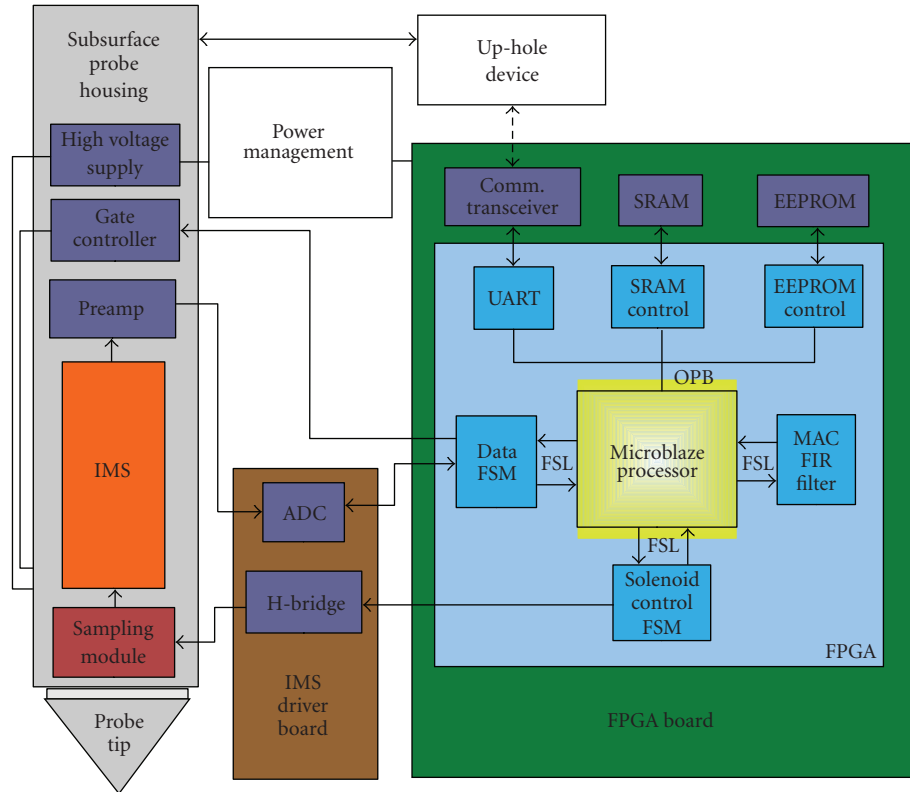 Subsurface
probe
housing
Up-hole
device
Power
management
High voltage
supply
Gate
controller
Preamp
IMS
Sampling
module
Probe
tip
ADC
H-bridge
IMS
driver
board
Comm.
transceiver
SRAM
EEPROM
UART
SRAM
control
EEPROM
control
OPB
Data
FSM
FSL
Microblaze
processor
FSL
MAC
FIR
filter
FSL
Solenoid
control
FSM
FPGA
FPGA board